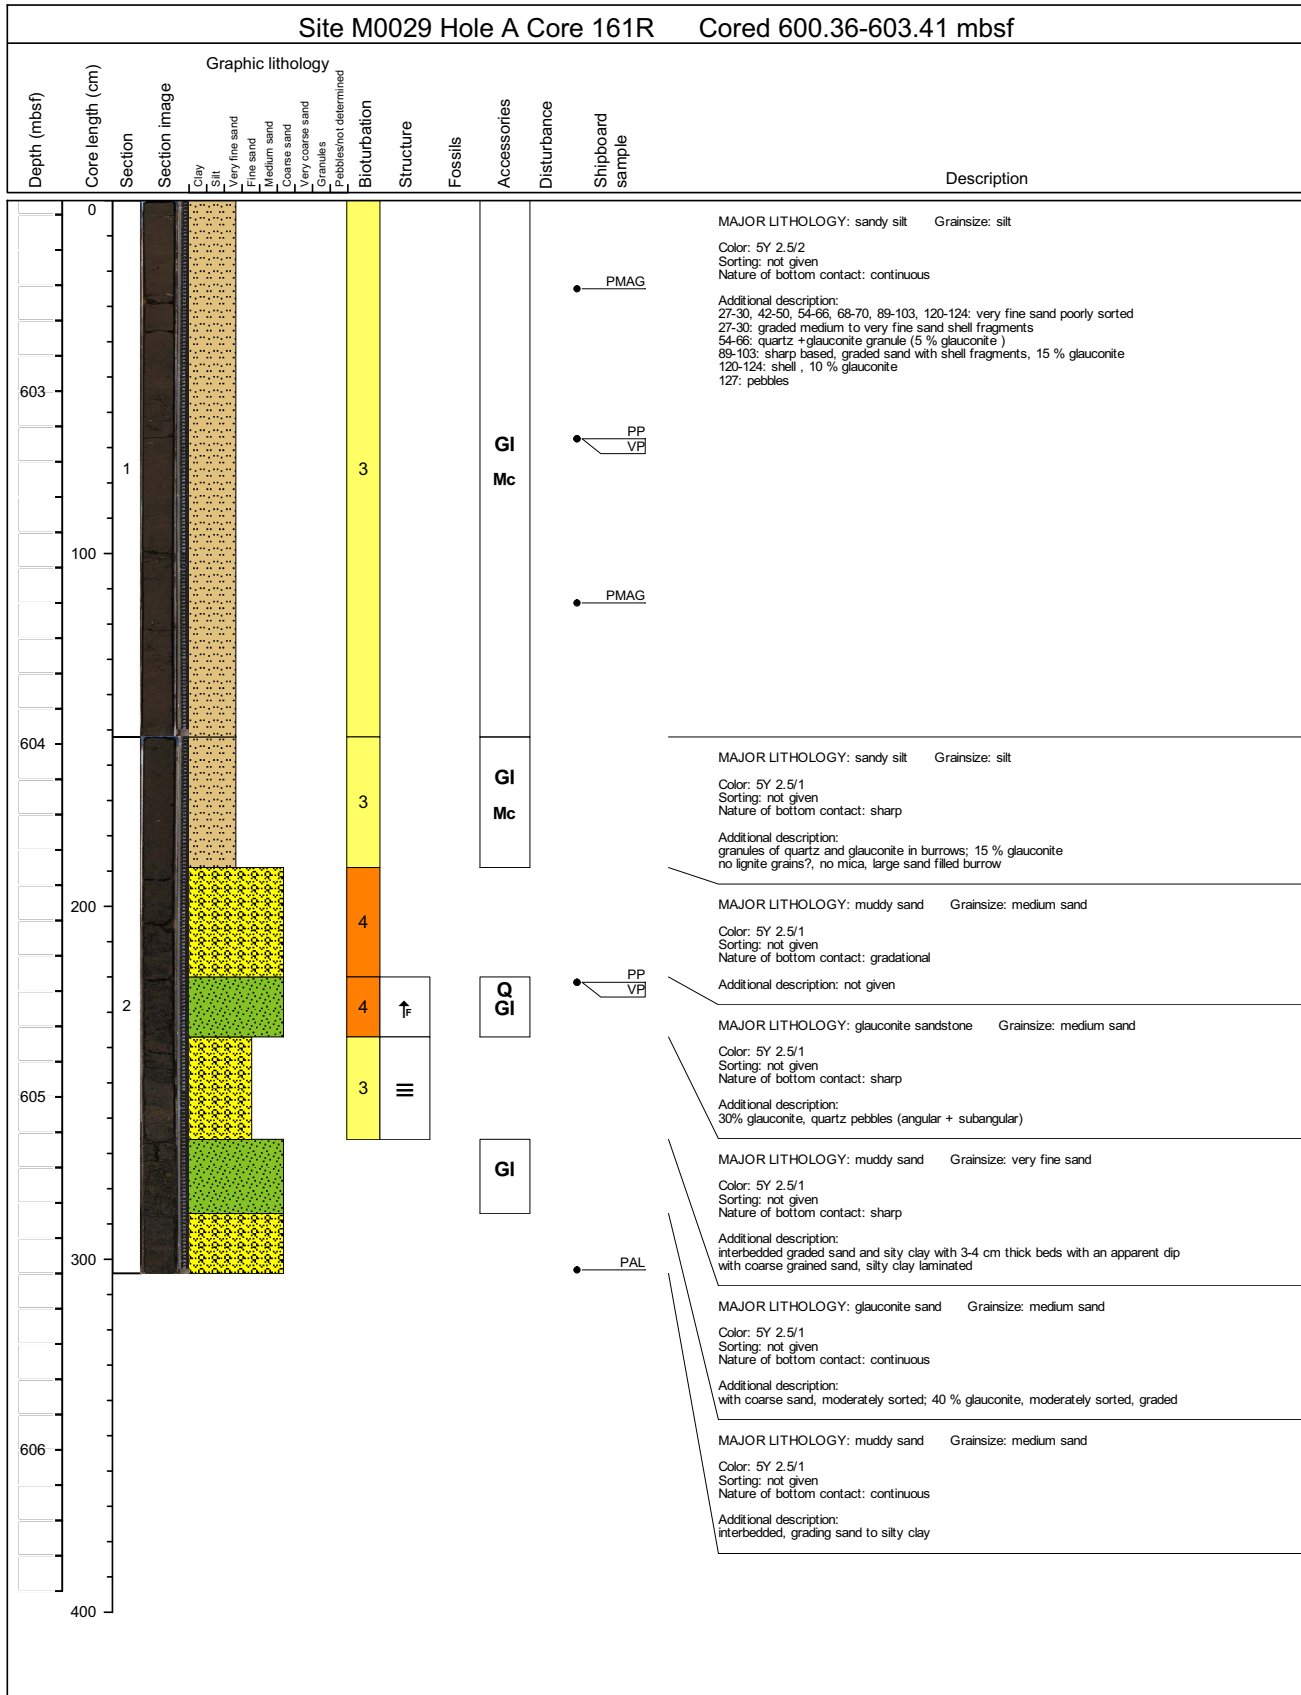 Site M0029 Hole A Core 161R Cored 600.36-603.41 mbsf
Depth (mbsf)
Core length (cm)
Section
Section image
Graphic lithology
Clay
Silt
Very fine sand
Fine sand
Medium sand
Coarse sand
Very coarse sand
Granules
Pebbles/not determined
Bioturbation
Structure
Fossils
Accessories
Disturbance
Shipboard
sample
Description
0
MAJOR LITHOLOGY: sandy silt Grainsize: silt
Color: 5Y 2.5/2
Sorting: not given
Nature of bottom contact: continuous
PMAG
Additional description:
27-30, 42-50, 54-66, 68-70, 89-103, 120-124: very fine sand poorly sorted
27-30: graded medium to very fine sand shell fragments
54-66: quartz +glauconite granule (5 % glauconite )
89-103: sharp based, graded sand with shell fragments, 15 % glauconite
120-124: shell , 10 % glauconite
127: pebbles
603
PP
VP
1
3
Gl
Mc
100
PMAG
604
MAJOR LITHOLOGY: sandy silt Grainsize: silt
Color: 5Y 2.5/1
Sorting: not given
Nature of bottom contact: sharp
3
Gl
Mc
Additional description:
granules of quartz and glauconite in burrows; 15 % glauconite
no lignite grains?, no mica, large sand filled burrow
200
4
MAJOR LITHOLOGY: muddy sand Grainsize: medium sand
Color: 5Y 2.5/1
Sorting: not given
Nature of bottom contact: gradational
Additional description: not given
PP
VP
2
4
F
Q
Gl
MAJOR LITHOLOGY: glauconite sandstone Grainsize: medium sand
Color: 5Y 2.5/1
Sorting: not given
Nature of bottom contact: sharp
Additional description:
30% glauconite, quartz pebbles (angular + subangular)
605
3
MAJOR LITHOLOGY: muddy sand Grainsize: very fine sand
Color: 5Y 2.5/1
Sorting: not given
Nature of bottom contact: sharp
Gl
Additional description:
interbedded graded sand and sity clay with 3-4 cm thick beds with an apparent dip
with coarse grained sand, silty clay laminated
300
PAL
MAJOR LITHOLOGY: glauconite sand Grainsize: medium sand
Color: 5Y 2.5/1
Sorting: not given
Nature of bottom contact: continuous
Additional description:
with coarse sand, moderately sorted; 40 % glauconite, moderately sorted, graded
606
MAJOR LITHOLOGY: muddy sand Grainsize: medium sand
Color: 5Y 2.5/1
Sorting: not given
Nature of bottom contact: continuous
Additional description:
interbedded, grading sand to silty clay
400